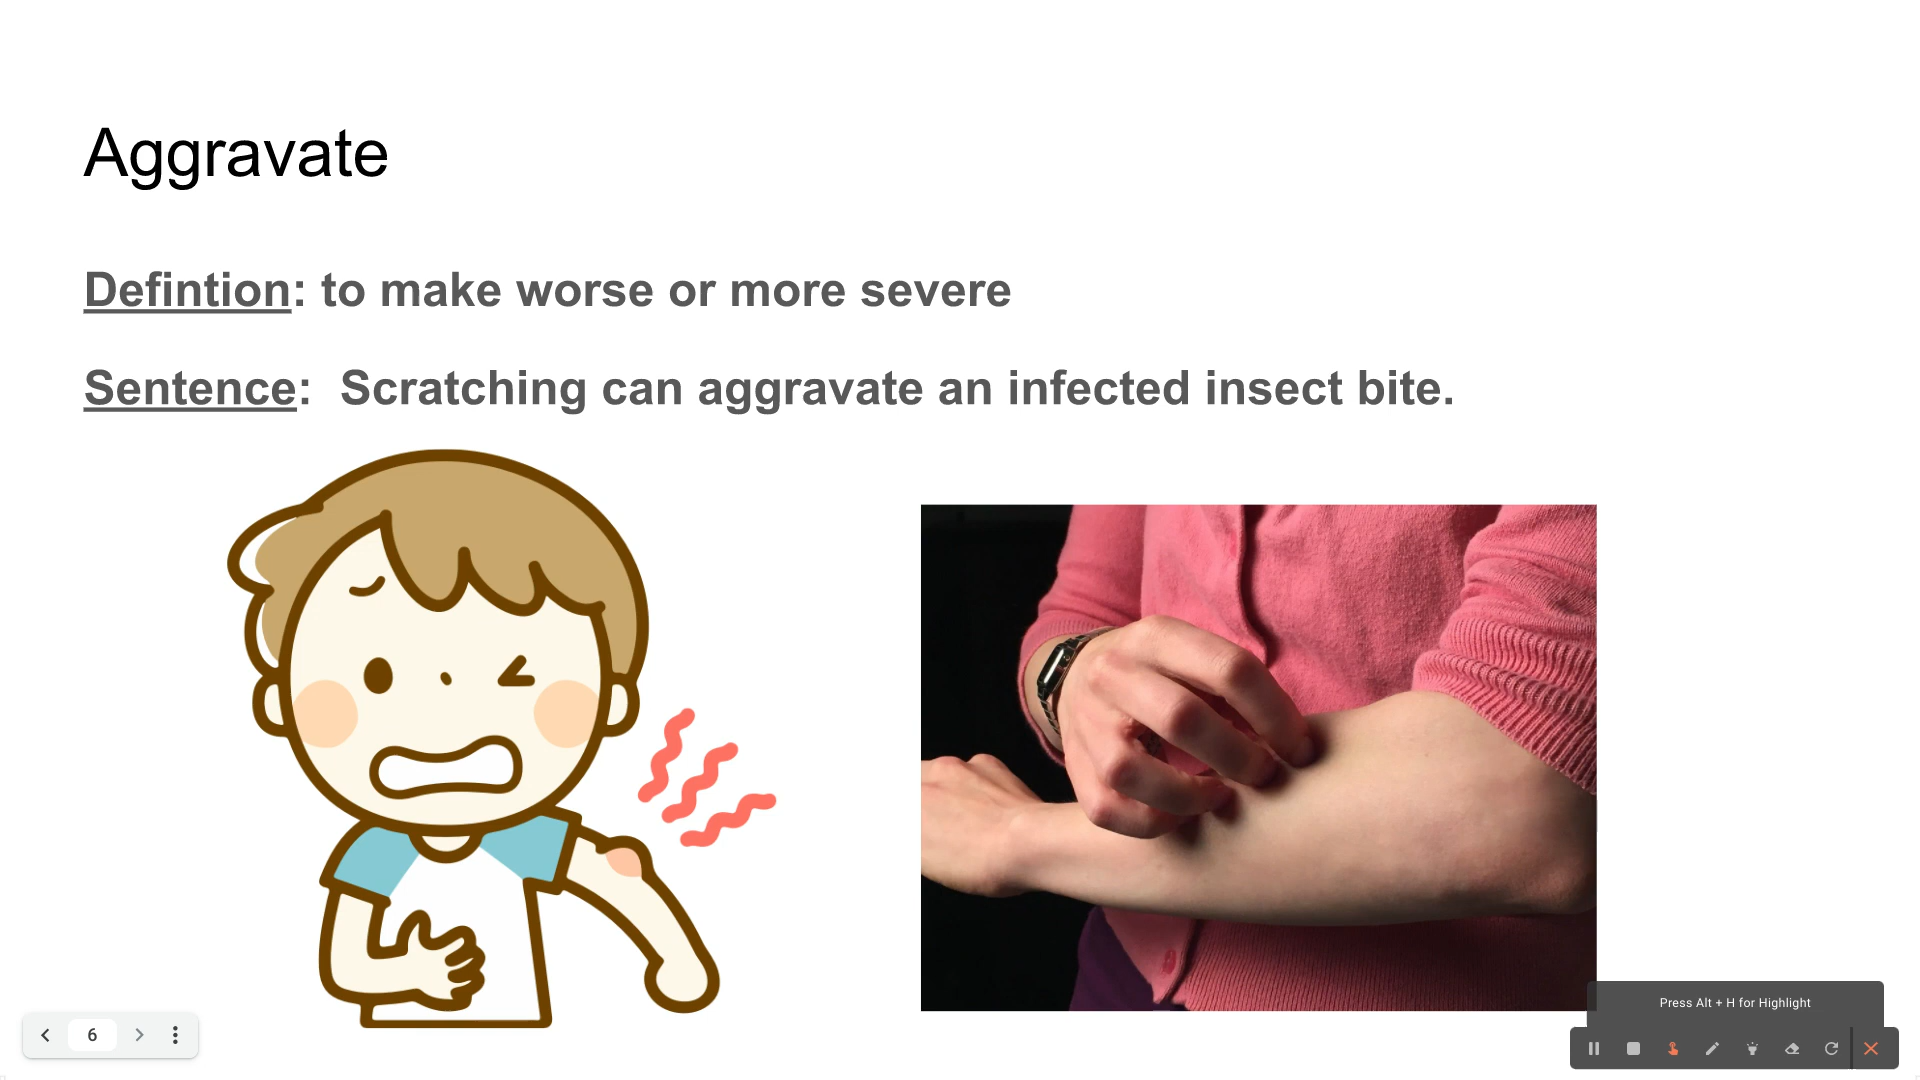 Aggravate
Defintion: to make worse or more severe
Sentence:  Scratching can aggravate an infected insect bite.
Press Alt + H for Highlight
6